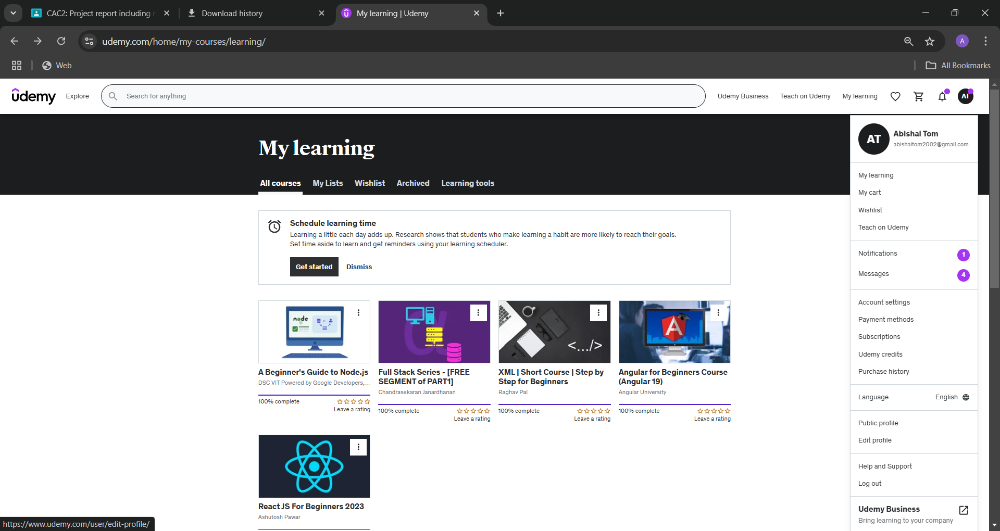 CAC2: Project report including
Download history
My learning | Udemy
udemy.com/home/my-courses/learning/
A
Web
All Bookmarks
udemy
Explore
Search for anything
Udemy Business
Teach on Udemy
My learning
AT
My learning
All courses
My Lists
Wishlist
Archived
Learning tools
Schedule learning time
Learning a little each day adds up. Research shows that students who make learning a habit are more likely to reach their goals.
Set time aside to learn and get reminders using your learning scheduler.
Get started
Dismiss
node
<.../>
A
A Beginner's Guide to Node.js
DSC VIT Powered by Google Developers,...
100% complete
Leave a rating
Full Stack Series - [FREE
SEGMENT of PART1]
Chandrasekaran Janardhanan
100% complete
Leave a rating
XML | Short Course | Step by
Step for Beginners
Raghav Pal
100% complete
Leave a rating
Angular for Beginners Course
(Angular 19)
Angular University
100% complete
Leave a rating
React JS For Beginners 2023
Ashutosh Pawar
AT
Abishai Tom
abishaitom2002@gmail.com
My learning
My cart
Wishlist
Teach on Udemy
Notifications
1
Messages
4
Account settings
Payment methods
Subscriptions
Udemy credits
Purchase history
Language
English
Public profile
Edit profile
Help and Support
Log out
Udemy Business
Bring learning to your company
https://www.udemy.com/user/edit-profile/